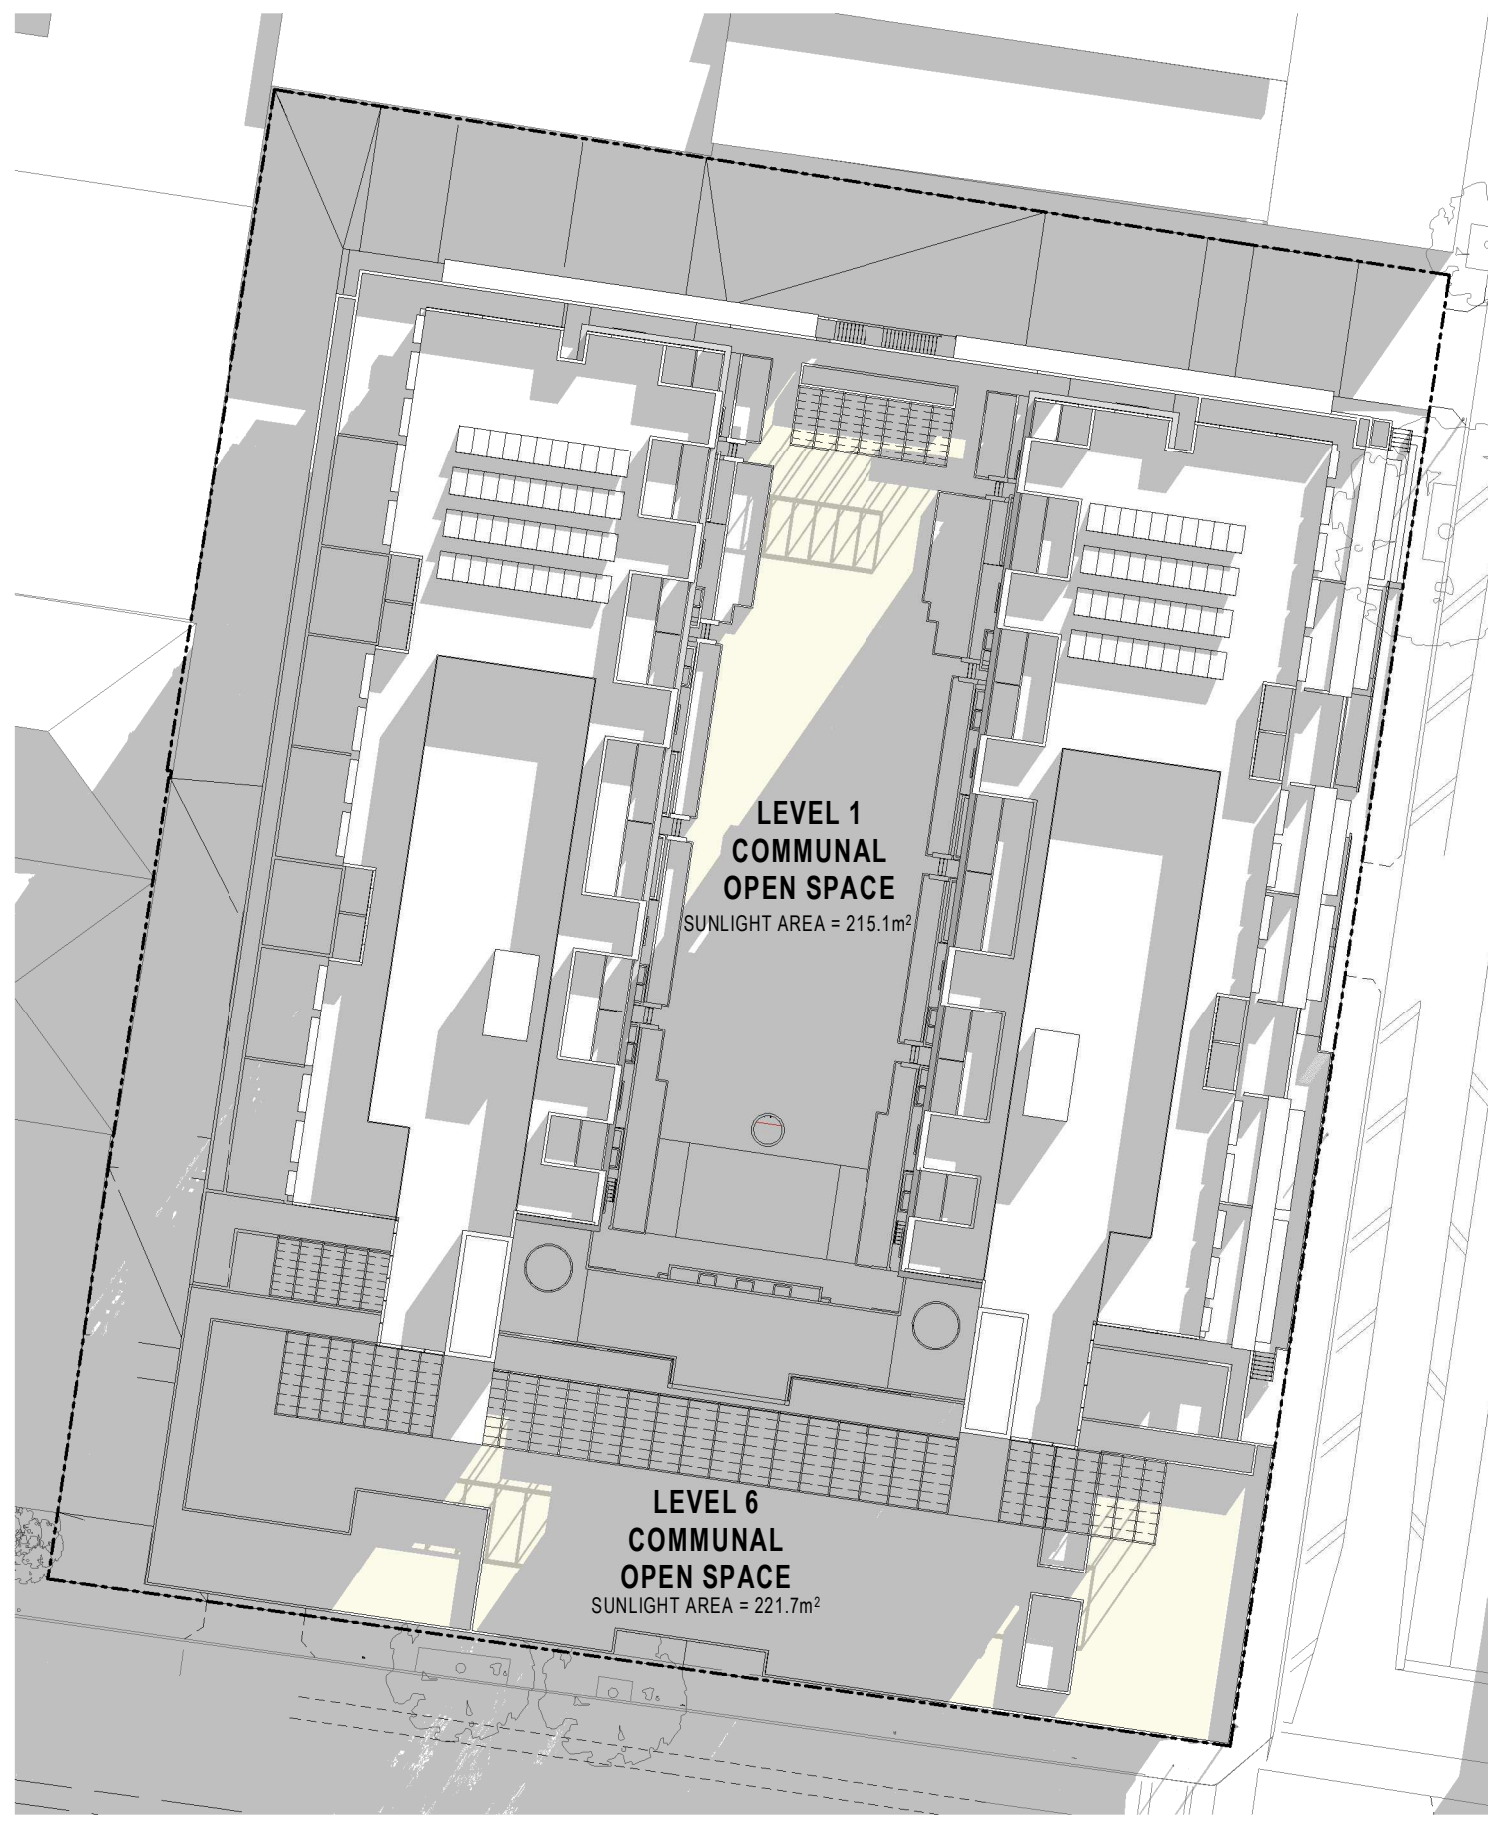 LEVEL 1
COMMUNAL
OPEN SPACE
SUNLIGHT AREA = 215.1m²
LEVEL 6
COMMUNAL
OPEN SPACE
SUNLIGHT AREA = 221.7m²